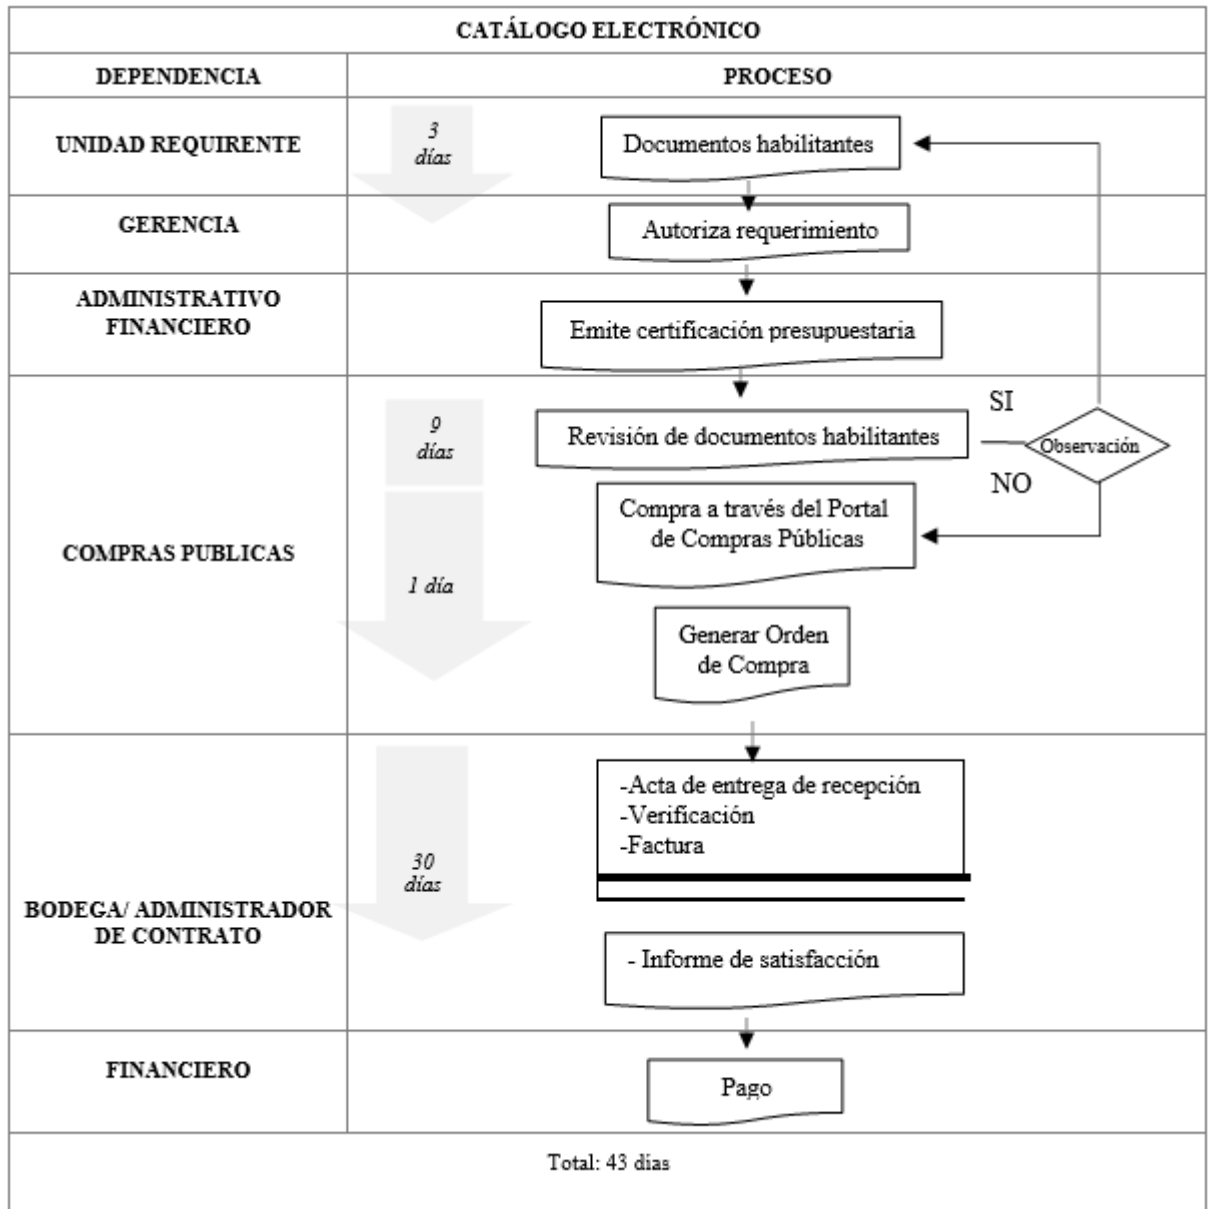 CATÁLOGO ELECTRÓNICO
DEPENDENCIA
PROCESO
UNIDAD REQUIRENTE
3
días
Documentos habilitantes
GERENCIA
Autoriza requerimiento
ADMINISTRATIVO
FINANCIERO
Emite certificación presupuestaria
COMPRAS PUBLICAS
9
días
Revisión de documentos habilitantes
SI
Observación
NO
Compra a través del Portal
de Compras Públicas
1 día
Generar Orden
de Compra
BODEGA/ ADMINISTRADOR
DE CONTRATO
30
días
-Acta de entrega de recepción
-Verificación
-Factura
- Informe de satisfacción
FINANCIERO
Pago
Total: 43 días